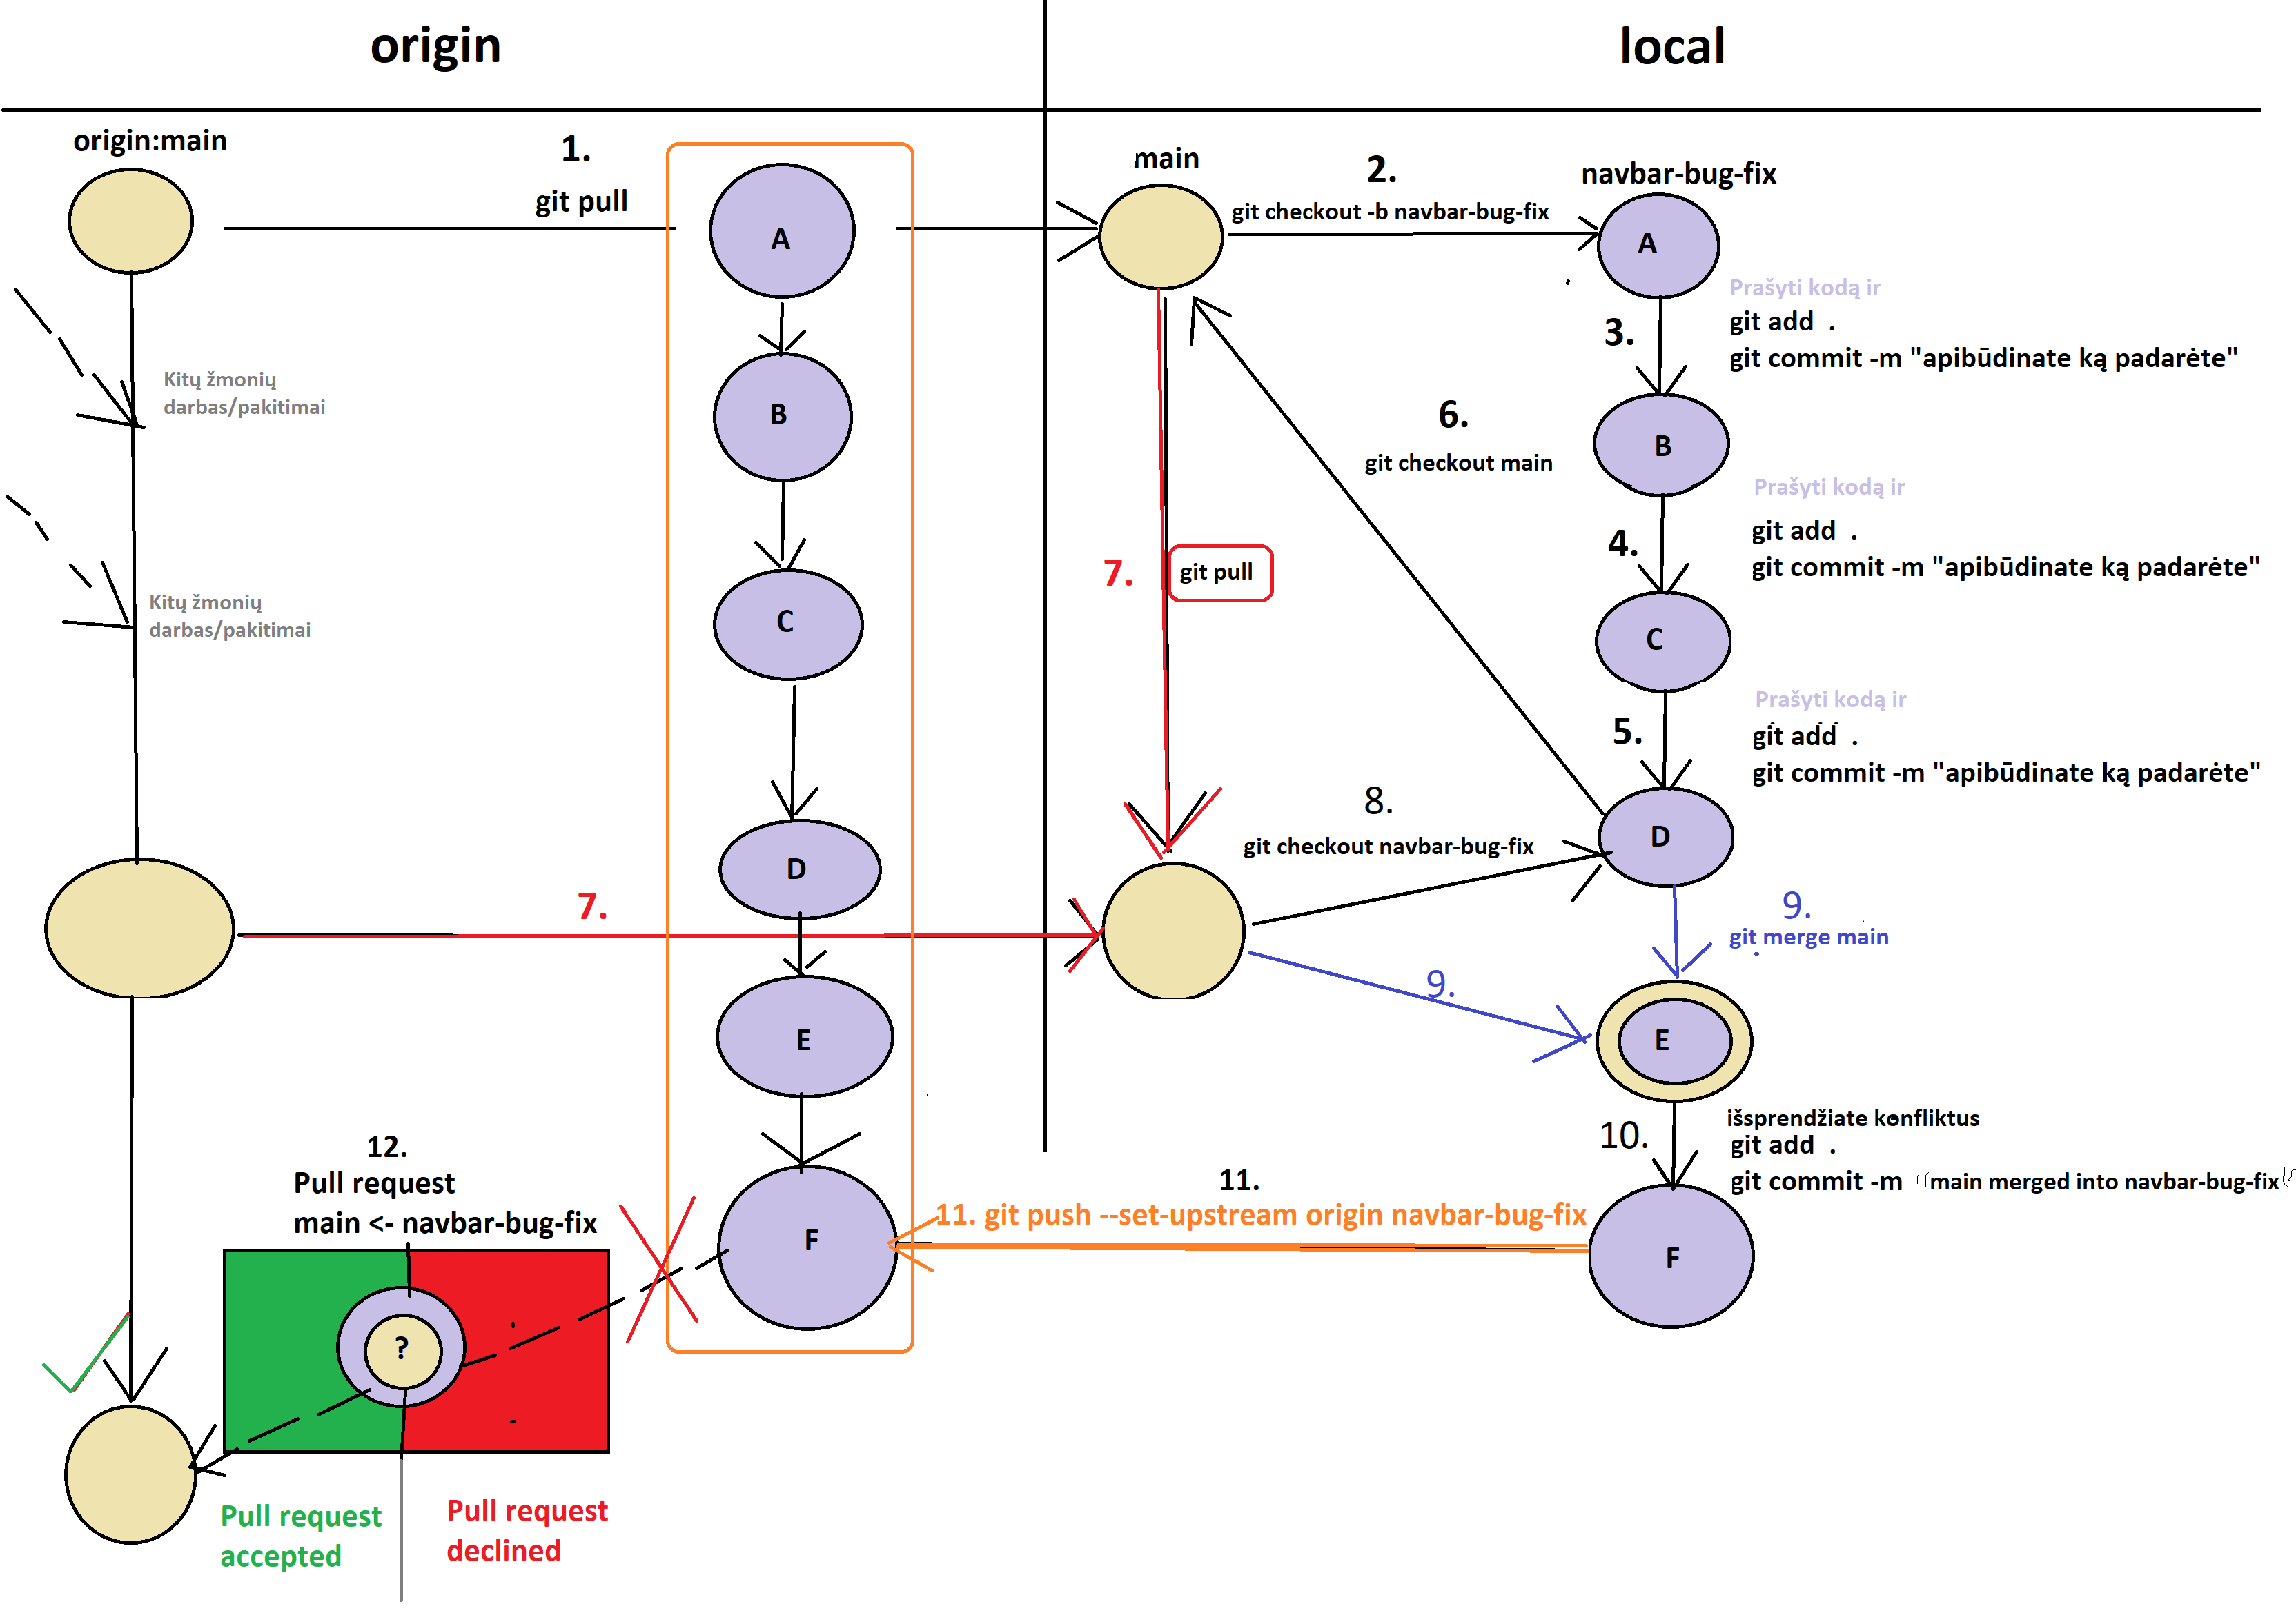 origin
local
origin:main
1.
git pull
main
2.
git checkout -b navbar-bug-fix
navbar-bug-fix
A
A
Prašyti kodą ir
git add .
3.
git commit -m "apibūdinate ką padarėte"
Kitų žmonių
darbas/pakitimai
B
6.
git checkout main
B
Prašyti kodą ir
git add .
4.
git commit -m "apibūdinate ką padarėte"
Kitų žmonių
darbas/pakitimai
C
7.
git pull
C
Prašyti kodą ir
5.
git add .
git commit -m "apibūdinate ką padarėte"
8.
git checkout navbar-bug-fix
D
D
7.
9.
git merge main
9.
E
E
išsprendžiate konfliktus
10.
git add .
git commit -m "main merged into navbar-bug-fix"
12.
Pull request
main <- navbar-bug-fix
11.
11. git push --set-upstream origin navbar-bug-fix
F
F
?
Pull request
accepted
Pull request
declined